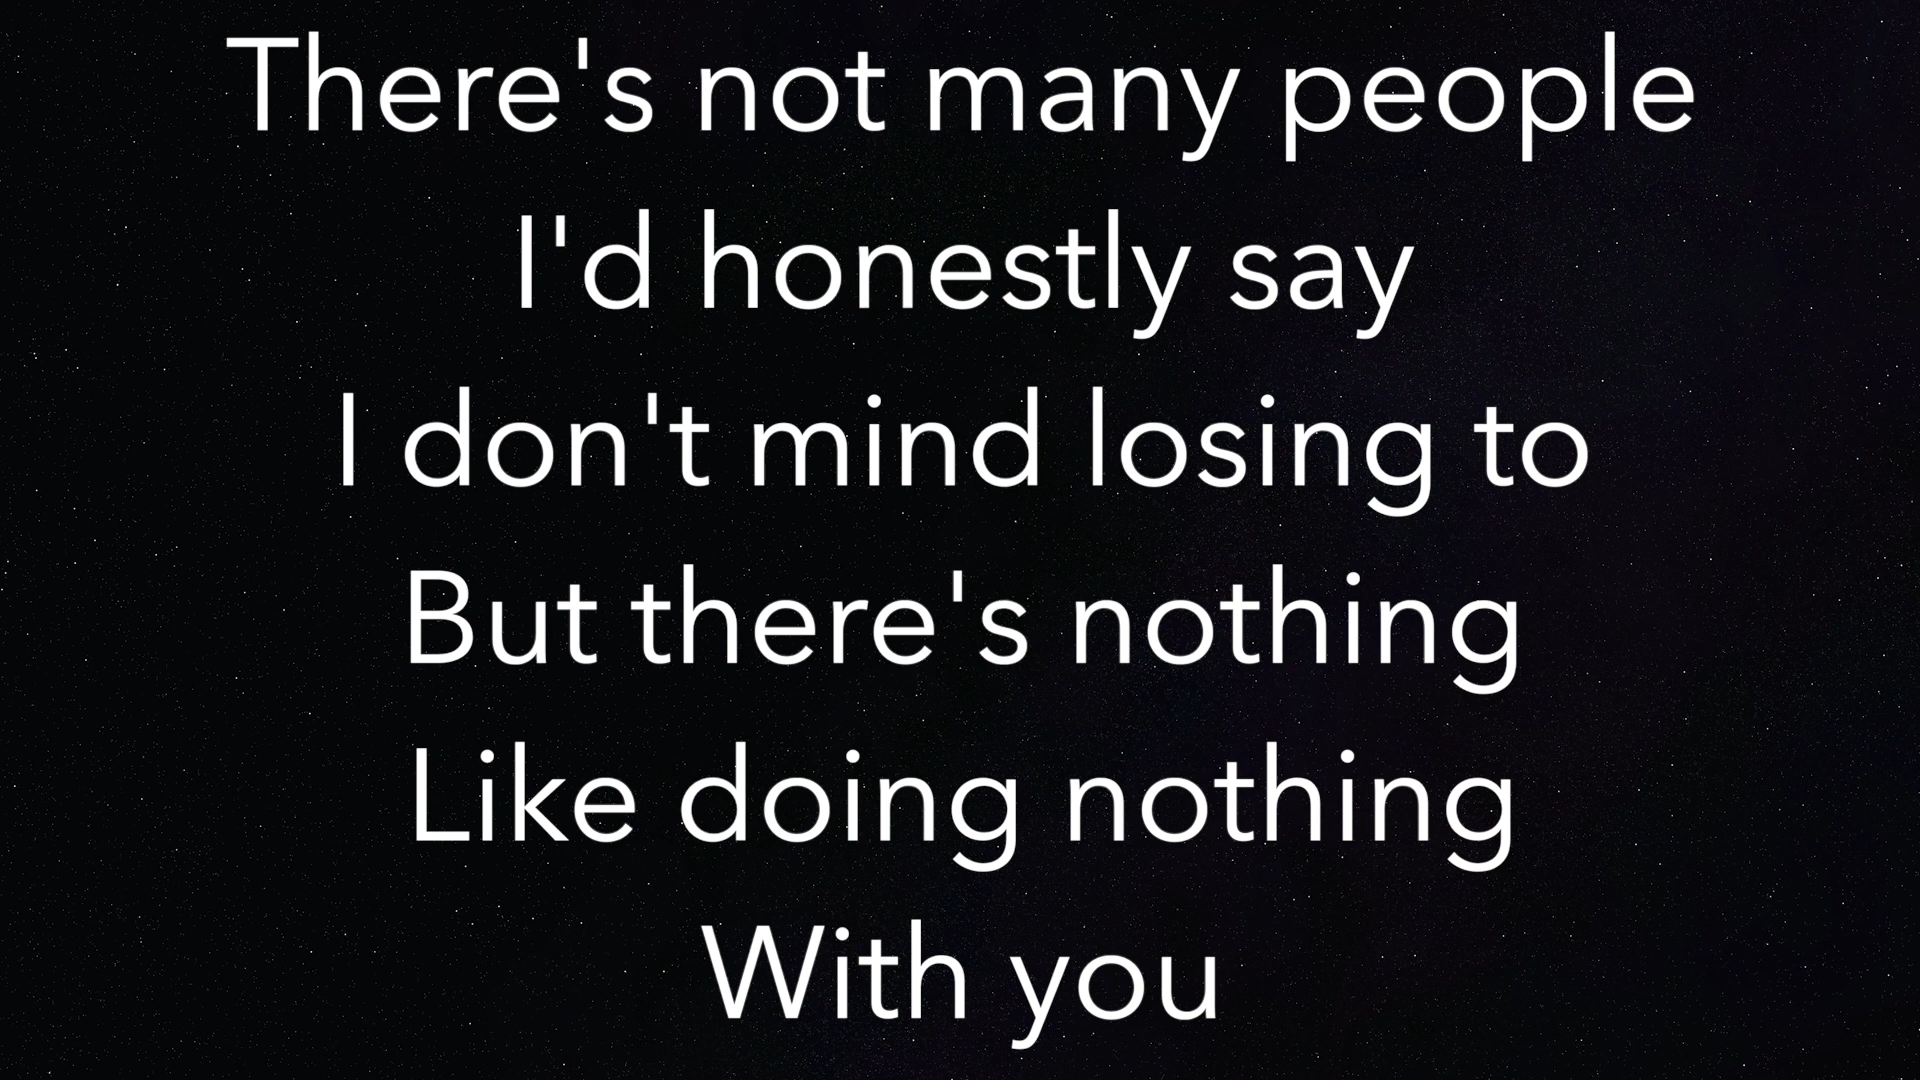 There's not many people
I'd honestly say
I don't mind losing to
But there's nothing
Like doing nothing
With you